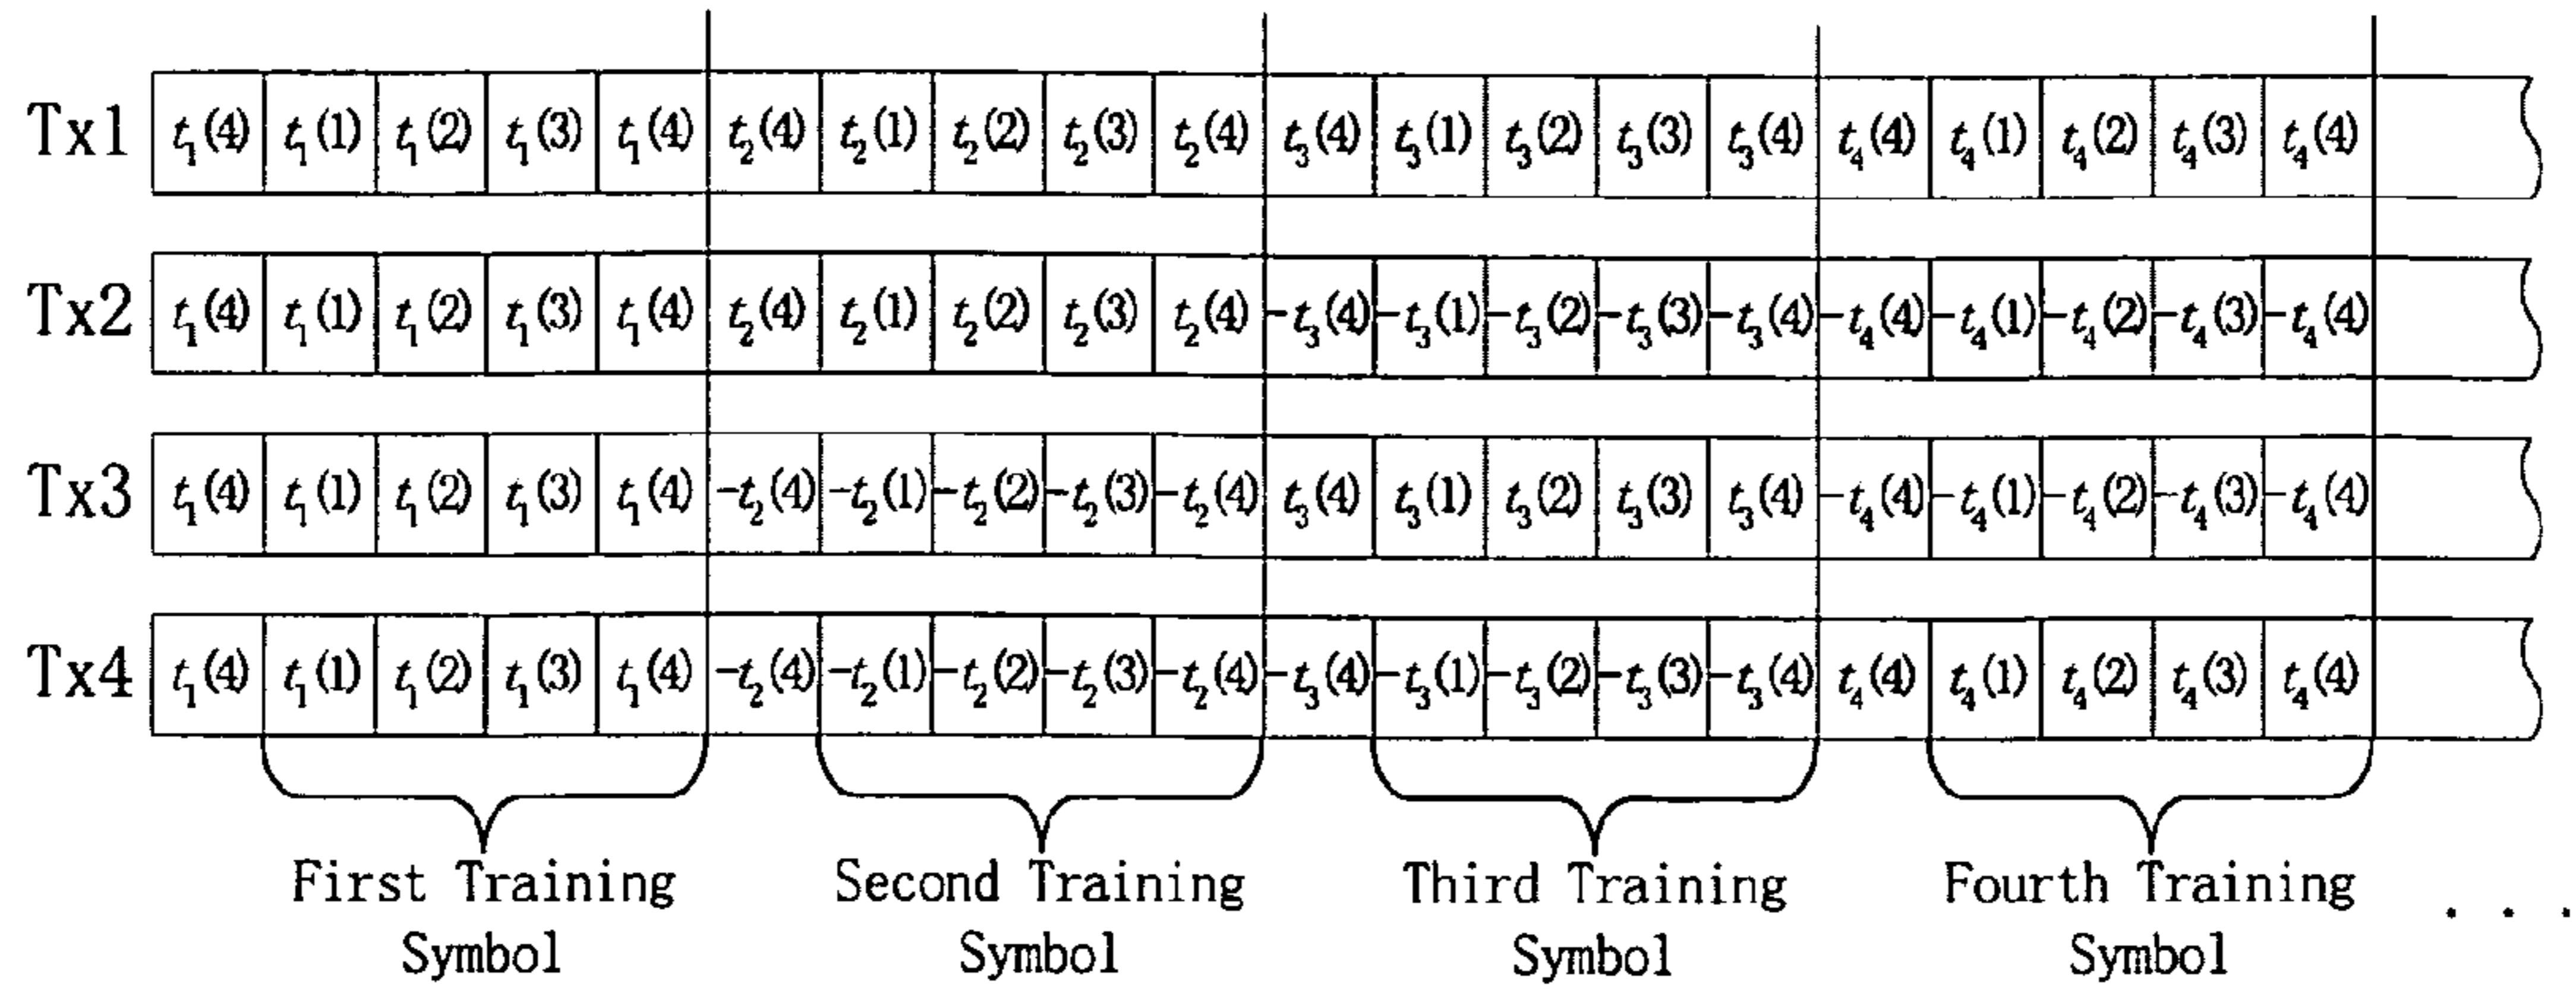 Tx1 t₁(4) t₁(1) t₁(2) t₁(3) t₁(4) t₂(4) t₂(1) t₂(2) t₂(3) t₂(4) t₃(4) t₃(1) t₃(2) t₃(3) t₃(4) t₄(4) t₄(1) t₄(2) t₄(3) t₄(4)
Tx2 t₁(4) t₁(1) t₁(2) t₁(3) t₁(4) t₂(4) t₂(1) t₂(2) t₂(3) t₂(4) -t₃(4) -t₃(1) -t₃(2) -t₃(3) -t₃(4) -t₄(4) -t₄(1) -t₄(2) -t₄(3) -t₄(4)
Tx3 t₁(4) t₁(1) t₁(2) t₁(3) t₁(4) -t₂(4) -t₂(1) -t₂(2) -t₂(3) -t₂(4) t₃(4) t₃(1) t₃(2) t₃(3) t₃(4) -t₄(4) -t₄(1) -t₄(2) -t₄(3) -t₄(4)
Tx4 t₁(4) t₁(1) t₁(2) t₁(3) t₁(4) -t₂(4) -t₂(1) -t₂(2) -t₂(3) -t₂(4) -t₃(4) -t₃(1) -t₃(2) -t₃(3) -t₃(4) t₄(4) t₄(1) t₄(2) t₄(3) t₄(4)
First Training Second Training Third Training Fourth Training . . .
Symbol Symbol Symbol Symbol